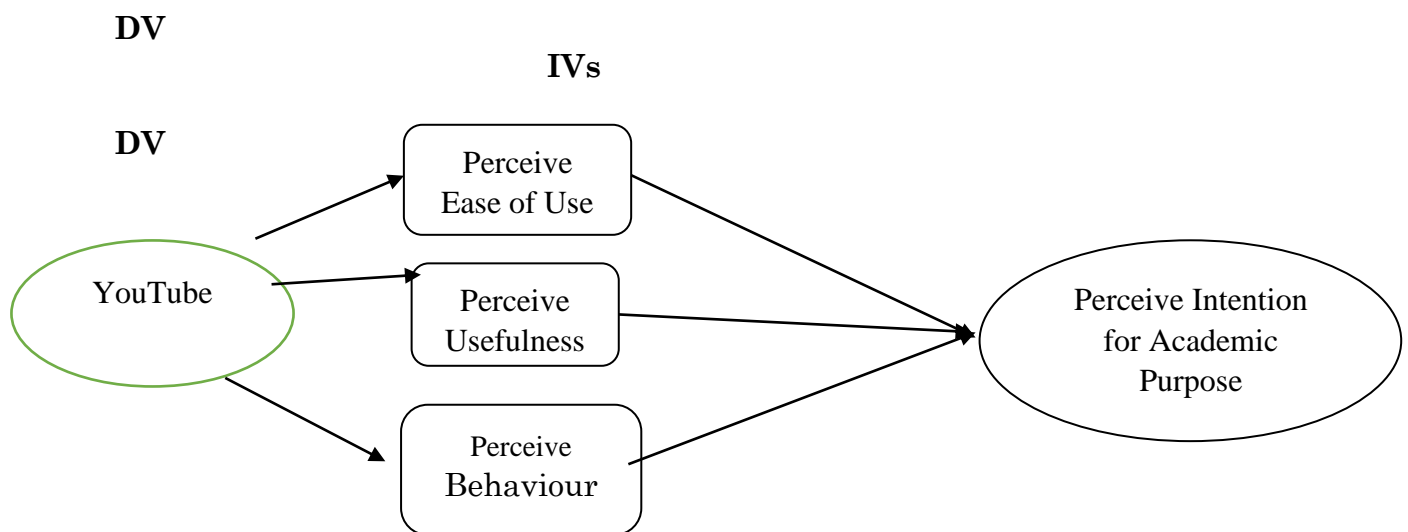 DV
IVs
DV
Perceive
Ease of Use
YouTube
Perceive
Usefulness
Perceive Intention
for Academic
Purpose
Perceive
Behaviour